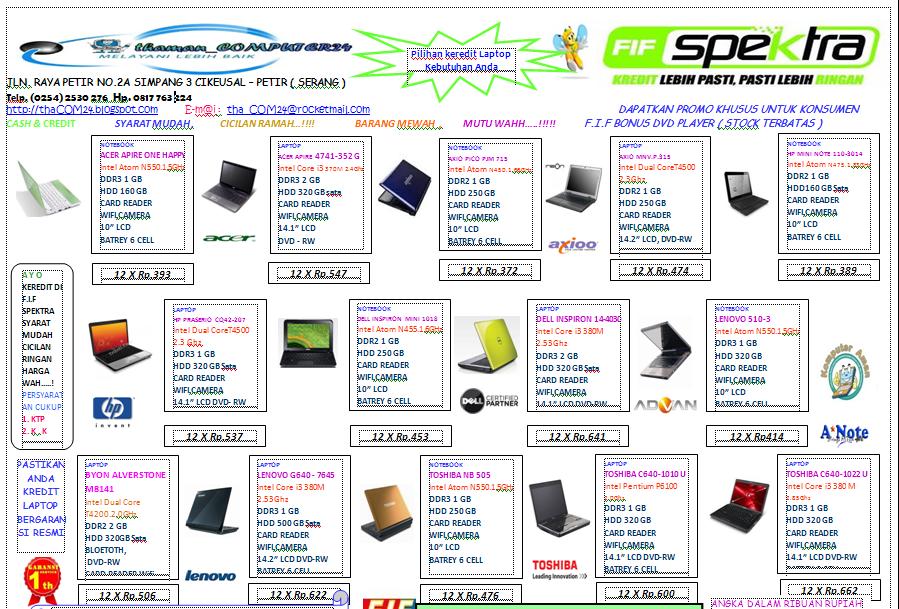 thaman_COMPUTER24
MELAYANI LEBIH BAIK
Pilihan keredit Laptop
Kebutuhan Anda
FIF spektra
KREDIT LEBIH PASTI, PASTI LEBIH RINGAN
JLN. RAYA PETIR NO.2A SIMPANG 3 CIKEUSAL – PETIR ( SERANG )
Telp. (0254) 2530 276 Hp. 0817 763 224
http://thaCOM24.blogspot.com E-m@i: tha_COM24@rocketmail.com
CASH & CREDIT SYARAT MUDAH, CICILAN RAMAH...!!!! BARANG MEWAH.. MUTU WAHH.....!!!!!
DAPATKAN PROMO KHUSUS UNTUK KONSUMEN
F.I.F BONUS DVD PLAYER ( STOCK TERBATAS )
NOTEBOOK
ACER APIRE ONE HAPPY
Intel Atom N550.1,5GHz
DDR3 1 GB
HDD 160 GB
CARD READER
WIFI,CAMERA
10” LCD
BATREY 6 CELL
12 X Rp.393
LAPTOP
ACER APIRE 4741-352G
Intel Core i3 370M 2.4GHz
DDR3 2 GB
HDD 320 GB sata
CARD READER
WIFI,CAMERA
14.1” LCD
DVD - RW
acer
12 X Rp.547
NOTEBOOK
AXIO PICO PJM 715
Intel Atom
DDR2 1 GB
HDD 250 GB
CARD READER
WIFI,CAMERA
10” LCD
BATREY 6 CELL
12 X Rp.372
axioo
LAPTOP
AXIO MNV.P.315
Intel Dual CoreT4500
2.3Ghz
DDR2 1 GB
HDD 250 GB
CARD READER
WIFI,CAMERA
14.2” LCD, DVD-RW
12 X Rp.474
NOTEBOOK
HP MINI NOTE 110-3014
Intel Atom
DDR2 1 GB
HDD160 GB Sata
CARD READER
WIFI,CAMERA
10” LCD
BATREY 6 CELL
12 X Rp.389
AYO
KEREDIT DI
F.I.F
SPEKTRA
SYARAT
MUDAH
CICILAN
RINGAN
HARGA
WAH.....!
PERSYARAT
AN CUKUP
1. KTP
2. K.K
hp
invent
LAPTOP
HP PRASERIO CQ42-207
Intel Dual CoreT4500
2.3 Ghz
DDR3 1 GB
HDD 320 GB Sata
CARD READER
WIFI,CAMERA
14.1” LCD DVD- RW
12 X Rp.537
NOTEBOOK
DELL INSPIRON MINI 1018
Intel Atom N455.1,5GHz
DDR2 1 GB
HDD 250 GB
CARD READER
WIFI,CAMERA
10” LCD
BATREY 6 CELL
12 X Rp.453
DELL CERTIFIED
PARTNER
LAPTOP
DELL INSPIRON 14-4030
Intel Core i3 380M
2.53Ghz
DDR3 2 GB
HDD 320 GB Sata
CARD READER
WIFI,CAMERA
14.1” LCD DVD-RW
12 X Rp.641
ADVAN
LAPTOP
LENOVO S10-3
Intel Atom N550.1,5GHz
DDR3 1 GB
HDD 320 GB
CARD READER
WIFI,CAMERA
10” LCD
BATREY 6 CELL
12 X Rp414
Komputer Aman
A*Note
PASTIKAN
ANDA
KREDIT
LAPTOP
BERGARAN
SI RESMI
GARANSI
1th
LAPTOP
BYON ALVERSTONE
M8141
Intel Dual Core
T4200 2.0GHz
DDR2 2 GB
HDD 320GB Sata
BLOETOTH,
DVD-RW
CARD READER WIFI
12 X Rp.506
lenovo
LAPTOP
LENOVO G640 - 7645
Intel Core i3 380M
2.53Ghz
DDR3 1 GB
HDD 500 GB Sata
CARD READER
WIFI,CAMERA
14.2” LCD DVD-RW
BATREY 6 CELL
12 X Rp.622
NOTEBOOK
TOSHIBA NB 505
Intel Atom N550.1,5GHz
DDR3 1 GB
HDD 250 GB
CARD READER
WIFI,CAMERA
10” LCD
BATREY 6 CELL
12 X Rp.476
TOSHIBA
Leading Innovation >>>
LAPTOP
TOSHIBA C640-1010 U
Intel Pentium P6100
DDR3 1 GB
HDD 320 GB
CARD READER
WIFI,CAMERA
14.1” LCD DVD-RW
BATREY 6 CELL
12 X Rp.600
LAPTOP
TOSHIBA C640-1022 U
Intel Core i3 380 M
DDR3 1 GB
HDD 320 GB
CARD READER
WIFI,CAMERA
14.1” LCD DVD-RW
12 X Rp.662
FIF
ANGKA DALAM RIBUAN RUPIAH